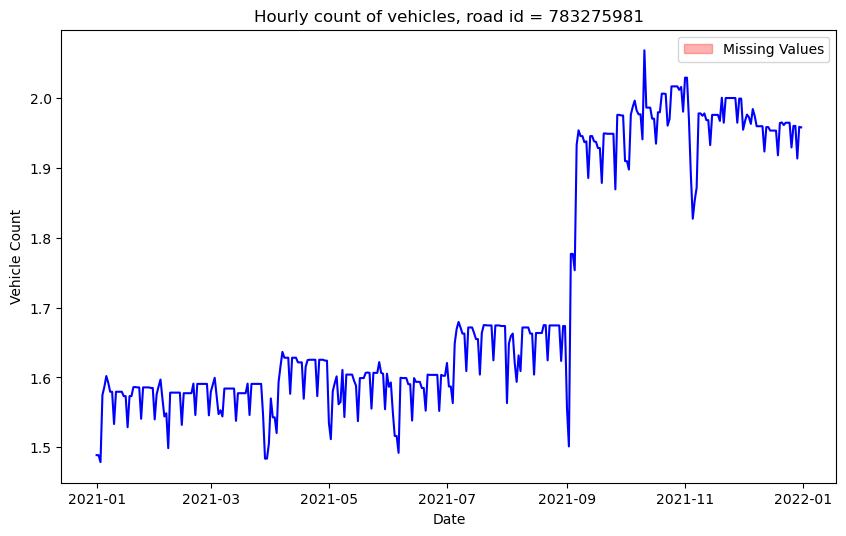 Hourly count of vehicles, road id = 783275981
Missing Values
2.0
1.9
1.8
1.7
1.6
1.5
Vehicle Count
2021-01 2021-03 2021-05 2021-07 2021-09 2021-11 2022-01
Date